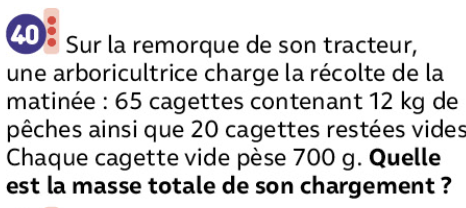 40 Sur la remorque de son tracteur,
une arboricultrice charge la récolte de la
matinée : 65 cagettes contenant 12 kg de
pêches ainsi que 20 cagettes restées vides
Chaque cagette vide pèse 700 g. Quelle
est la masse totale de son chargement ?